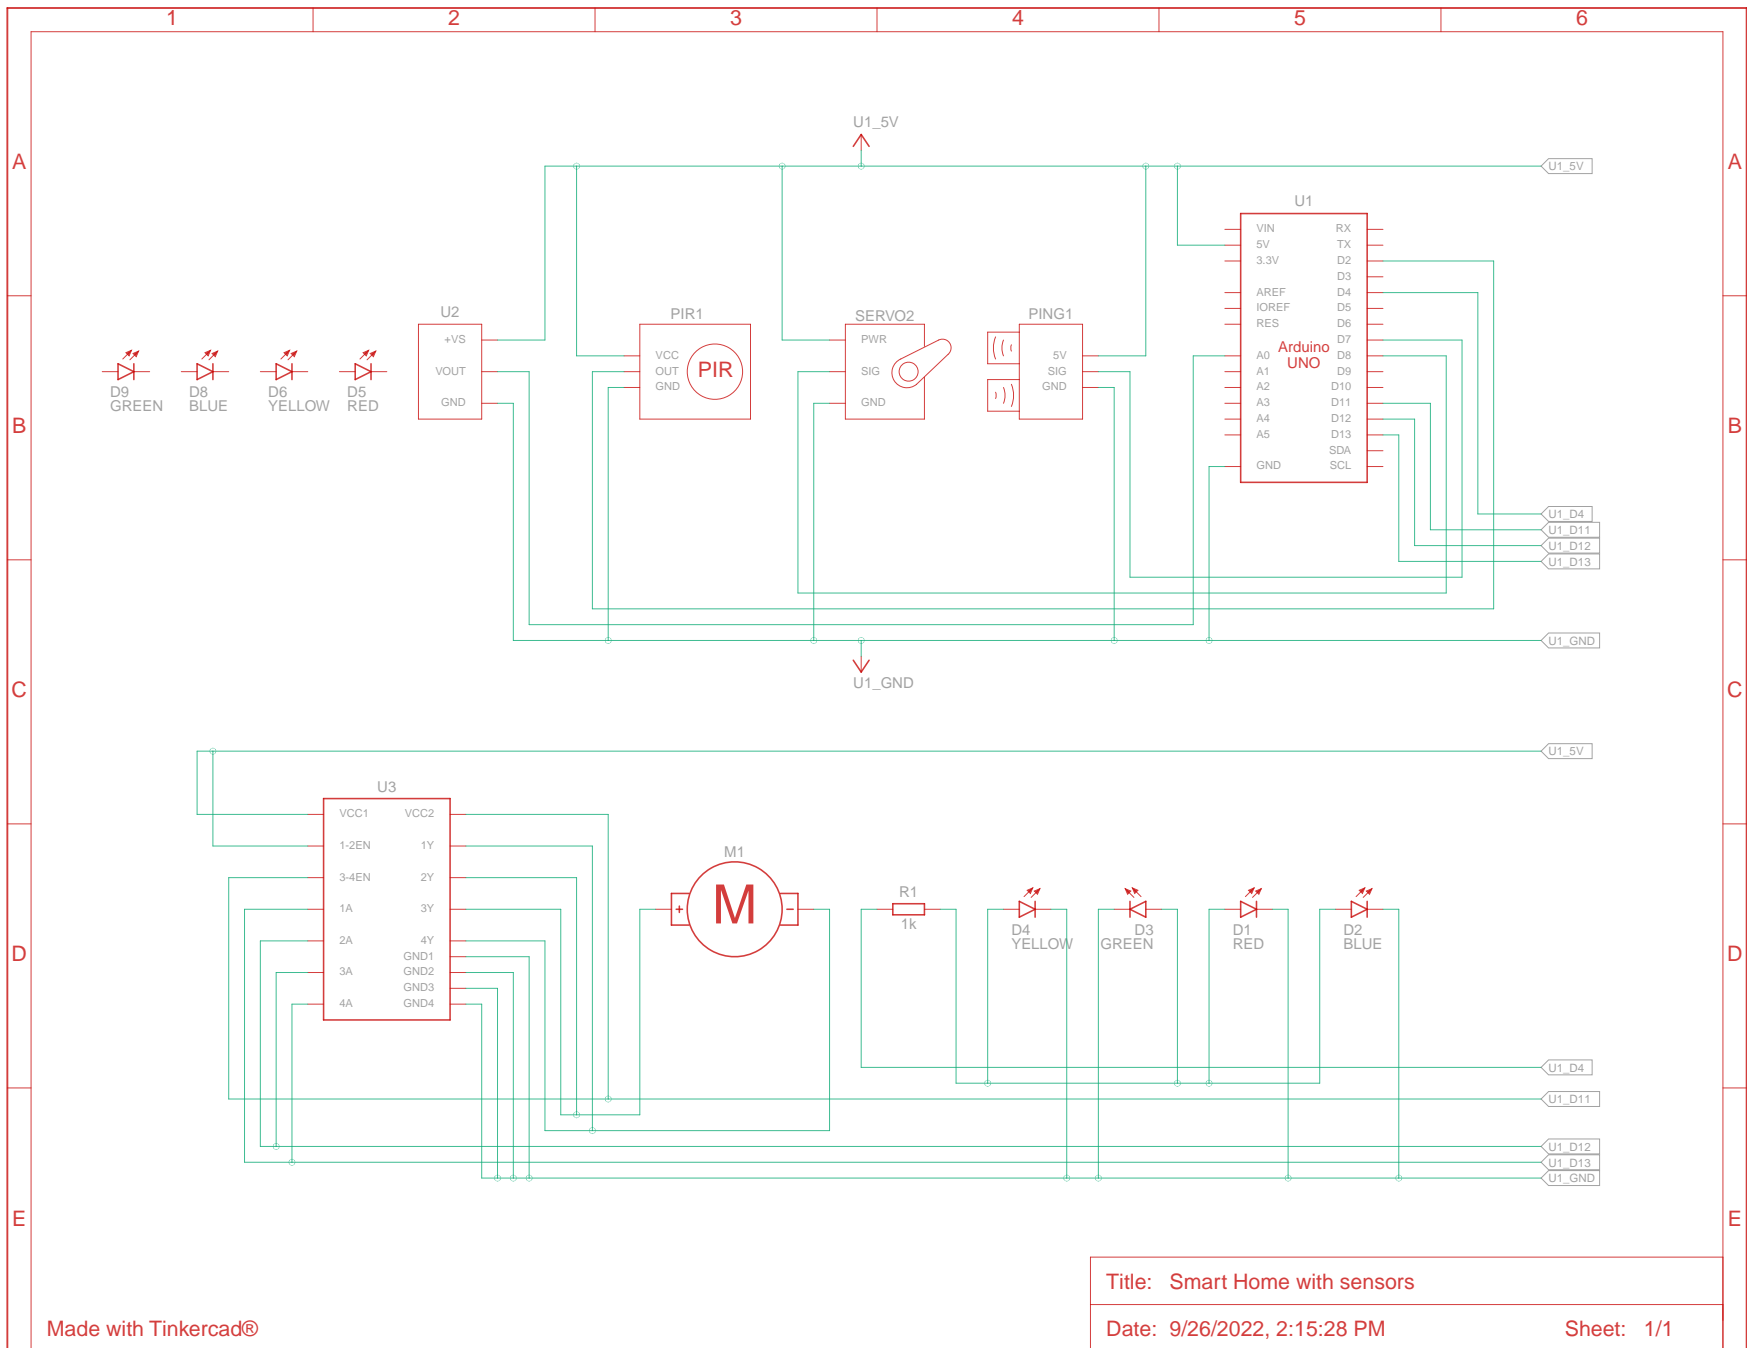 1 2 3 4 5 6
A A
U1_5V
U1_5V
U1
VIN RX
5V TX
3.3V D2
D3
AREF D4
IOREF D5
RES D6
D7
Arduino
UNO
A0 D8
A1 D9
A2 D10
A3 D11
A4 D12
A5 D13
SDA
GND SCL
B B
U2
+VS
VOUT
GND
PIR1
VCC
OUT
GND
PIR
SERVO2
PWR
SIG
GND
PING1
5V
SIG
GND
D9
GREEN
D8
BLUE
D6
YELLOW
D5
RED
U1_D4
U1_D11
U1_D12
U1_D13
U1_GND
U1_GND
C C
U1_5V
U3
VCC1 VCC2
1-2EN 1Y
3-4EN 2Y
1A 3Y
2A 4Y
GND1
3A GND2
GND3
4A GND4
M1
+ M -
R1
1k
D4
YELLOW
D3
GREEN
D1
RED
D2
BLUE
D D
U1_D4
U1_D11
U1_D12
U1_D13
U1_GND
E E
Title: Smart Home with sensors
Made with Tinkercad®
Date: 9/26/2022, 2:15:28 PM Sheet: 1/1